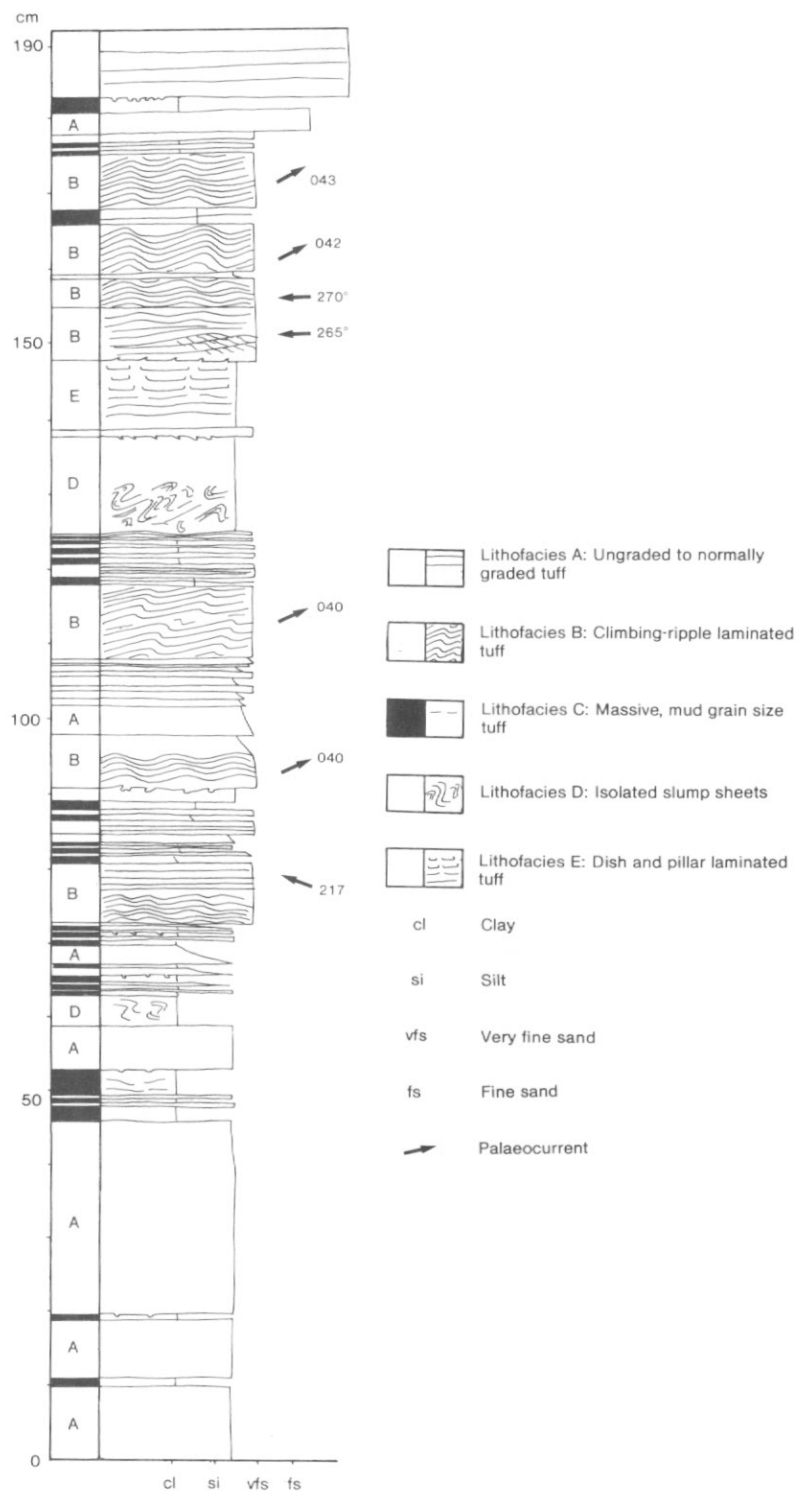 cm
190
A
B
043
B
042
B
270°
B
265°
150
E
D
B
040
100
A
B
040
B
217
A
D
A
50
A
A
A
0
cl si vfs fs
Lithofacies A: Ungraded to normally
graded tuff
Lithofacies B: Climbing-ripple laminated
tuff
Lithofacies C: Massive, mud grain size
tuff
Lithofacies D: Isolated slump sheets
Lithofacies E: Dish and pillar laminated
tuff
cl Clay
si Silt
vfs Very fine sand
fs Fine sand
Palaeocurrent